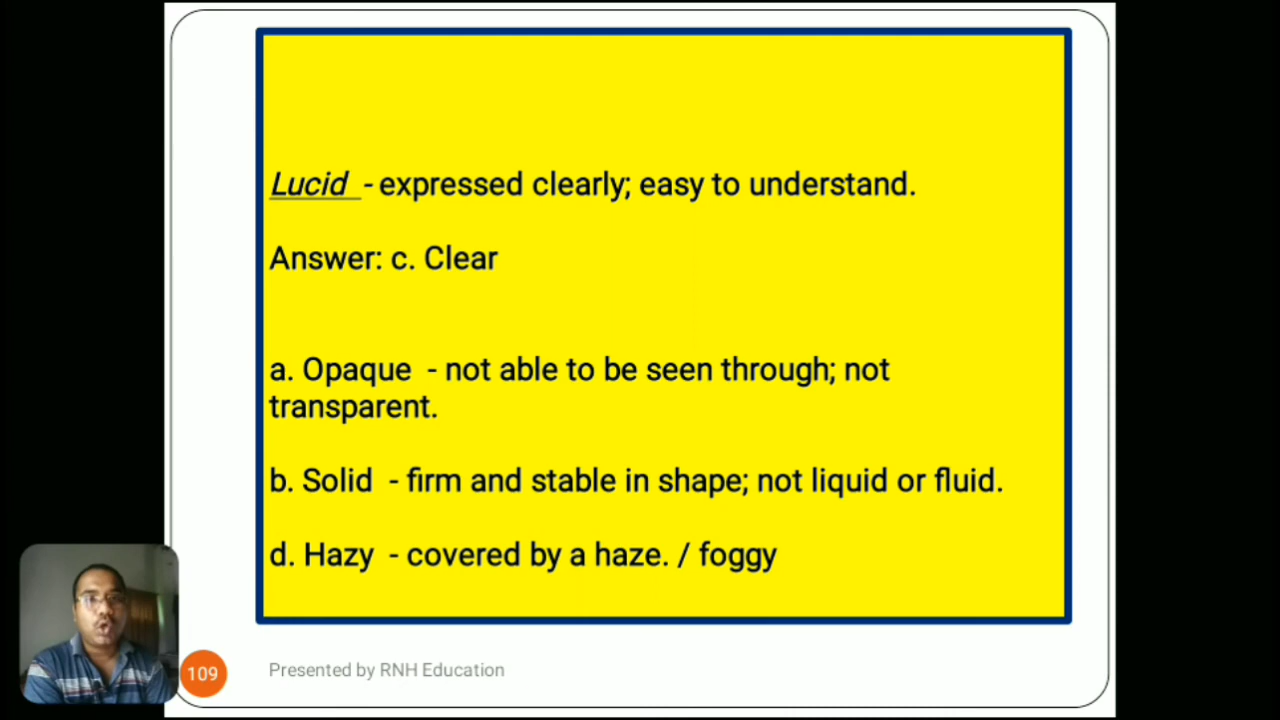 Lucid - expressed clearly; easy to understand.
Answer: c. Clear
a. Opaque - not able to be seen through; not
transparent.
b. Solid - firm and stable in shape; not liquid or fluid.
d. Hazy - covered by a haze. / foggy
109
Presented by RNH Education